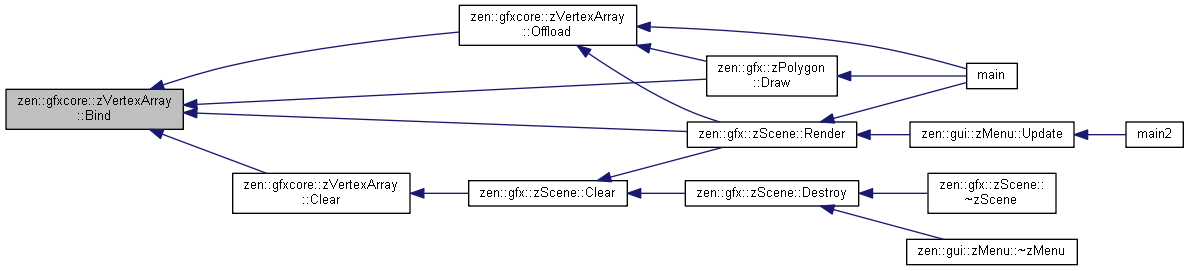 zen::gfxcore::zVertexArray
::Bind
zen::gfxcore::zVertexArray
::Offload
zen::gfx::zPolygon
::Draw
main
zen::gfx::zScene::Render
zen::gui::zMenu::Update
main2
zen::gfxcore::zVertexArray
::Clear
zen::gfx::zScene::Clear
zen::gfx::zScene::Destroy
zen::gfx::zScene::
~zScene
zen::gui::zMenu::~zMenu